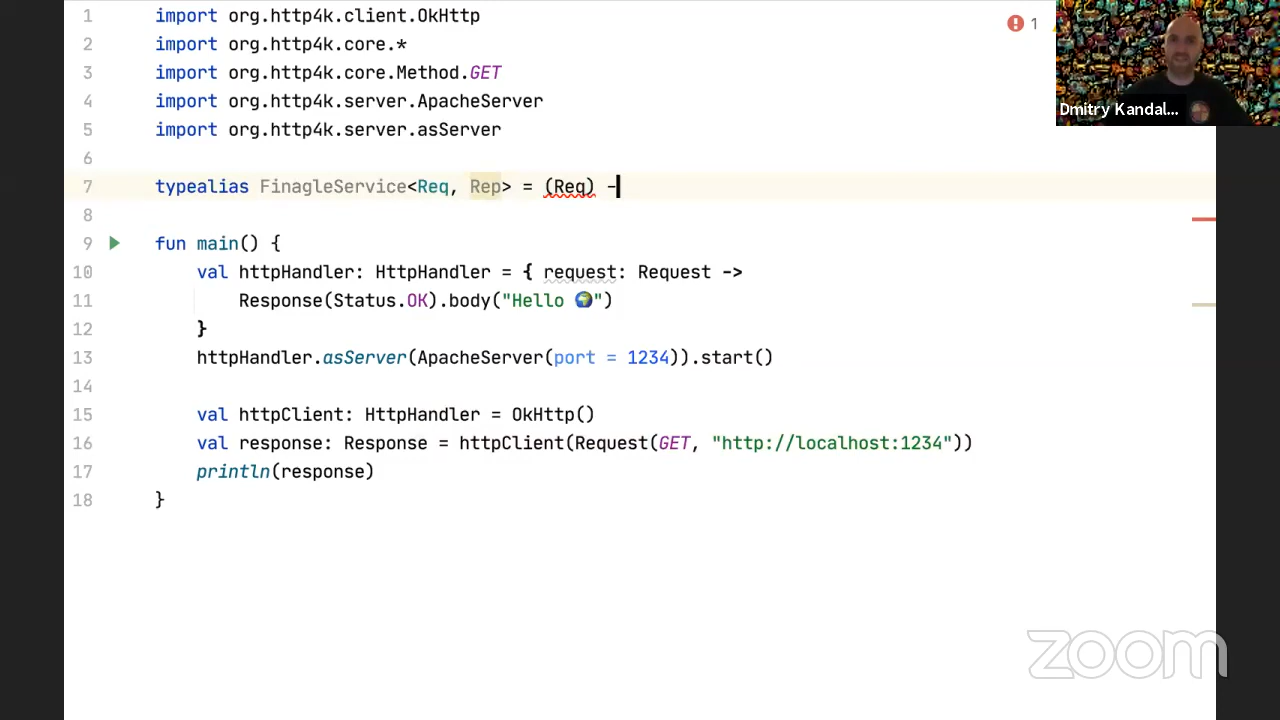 1 import org.http4k.client.OkHttp
2 import org.http4k.core.*
3 import org.http4k.core.Method.GET
4 import org.http4k.server.ApacheServer
5 import org.http4k.server.asServer
6
7 typealias FinagleService<Req, Rep> = (Req) -
8
9 fun main() {
10 val httpHandler: HttpHandler = { request: Request ->
11 Response(Status.OK).body("Hello 🌍")
12 }
13 httpHandler.asServer(ApacheServer(port = 1234)).start()
14
15 val httpClient: HttpHandler = OkHttp()
16 val response: Response = httpClient(Request(GET, "http://localhost:1234"))
17 println(response)
18 }
1
Dmitry Kandal...
zoom